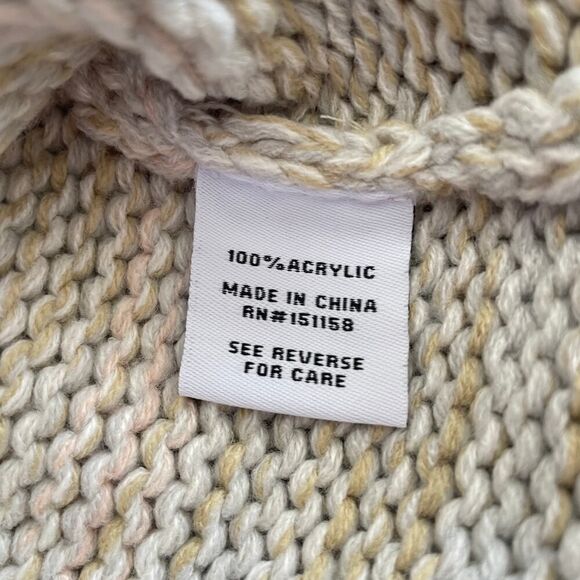 100% ACRYLIC
MADE IN CHINA
RN#151158
SEE REVERSE
FOR CARE